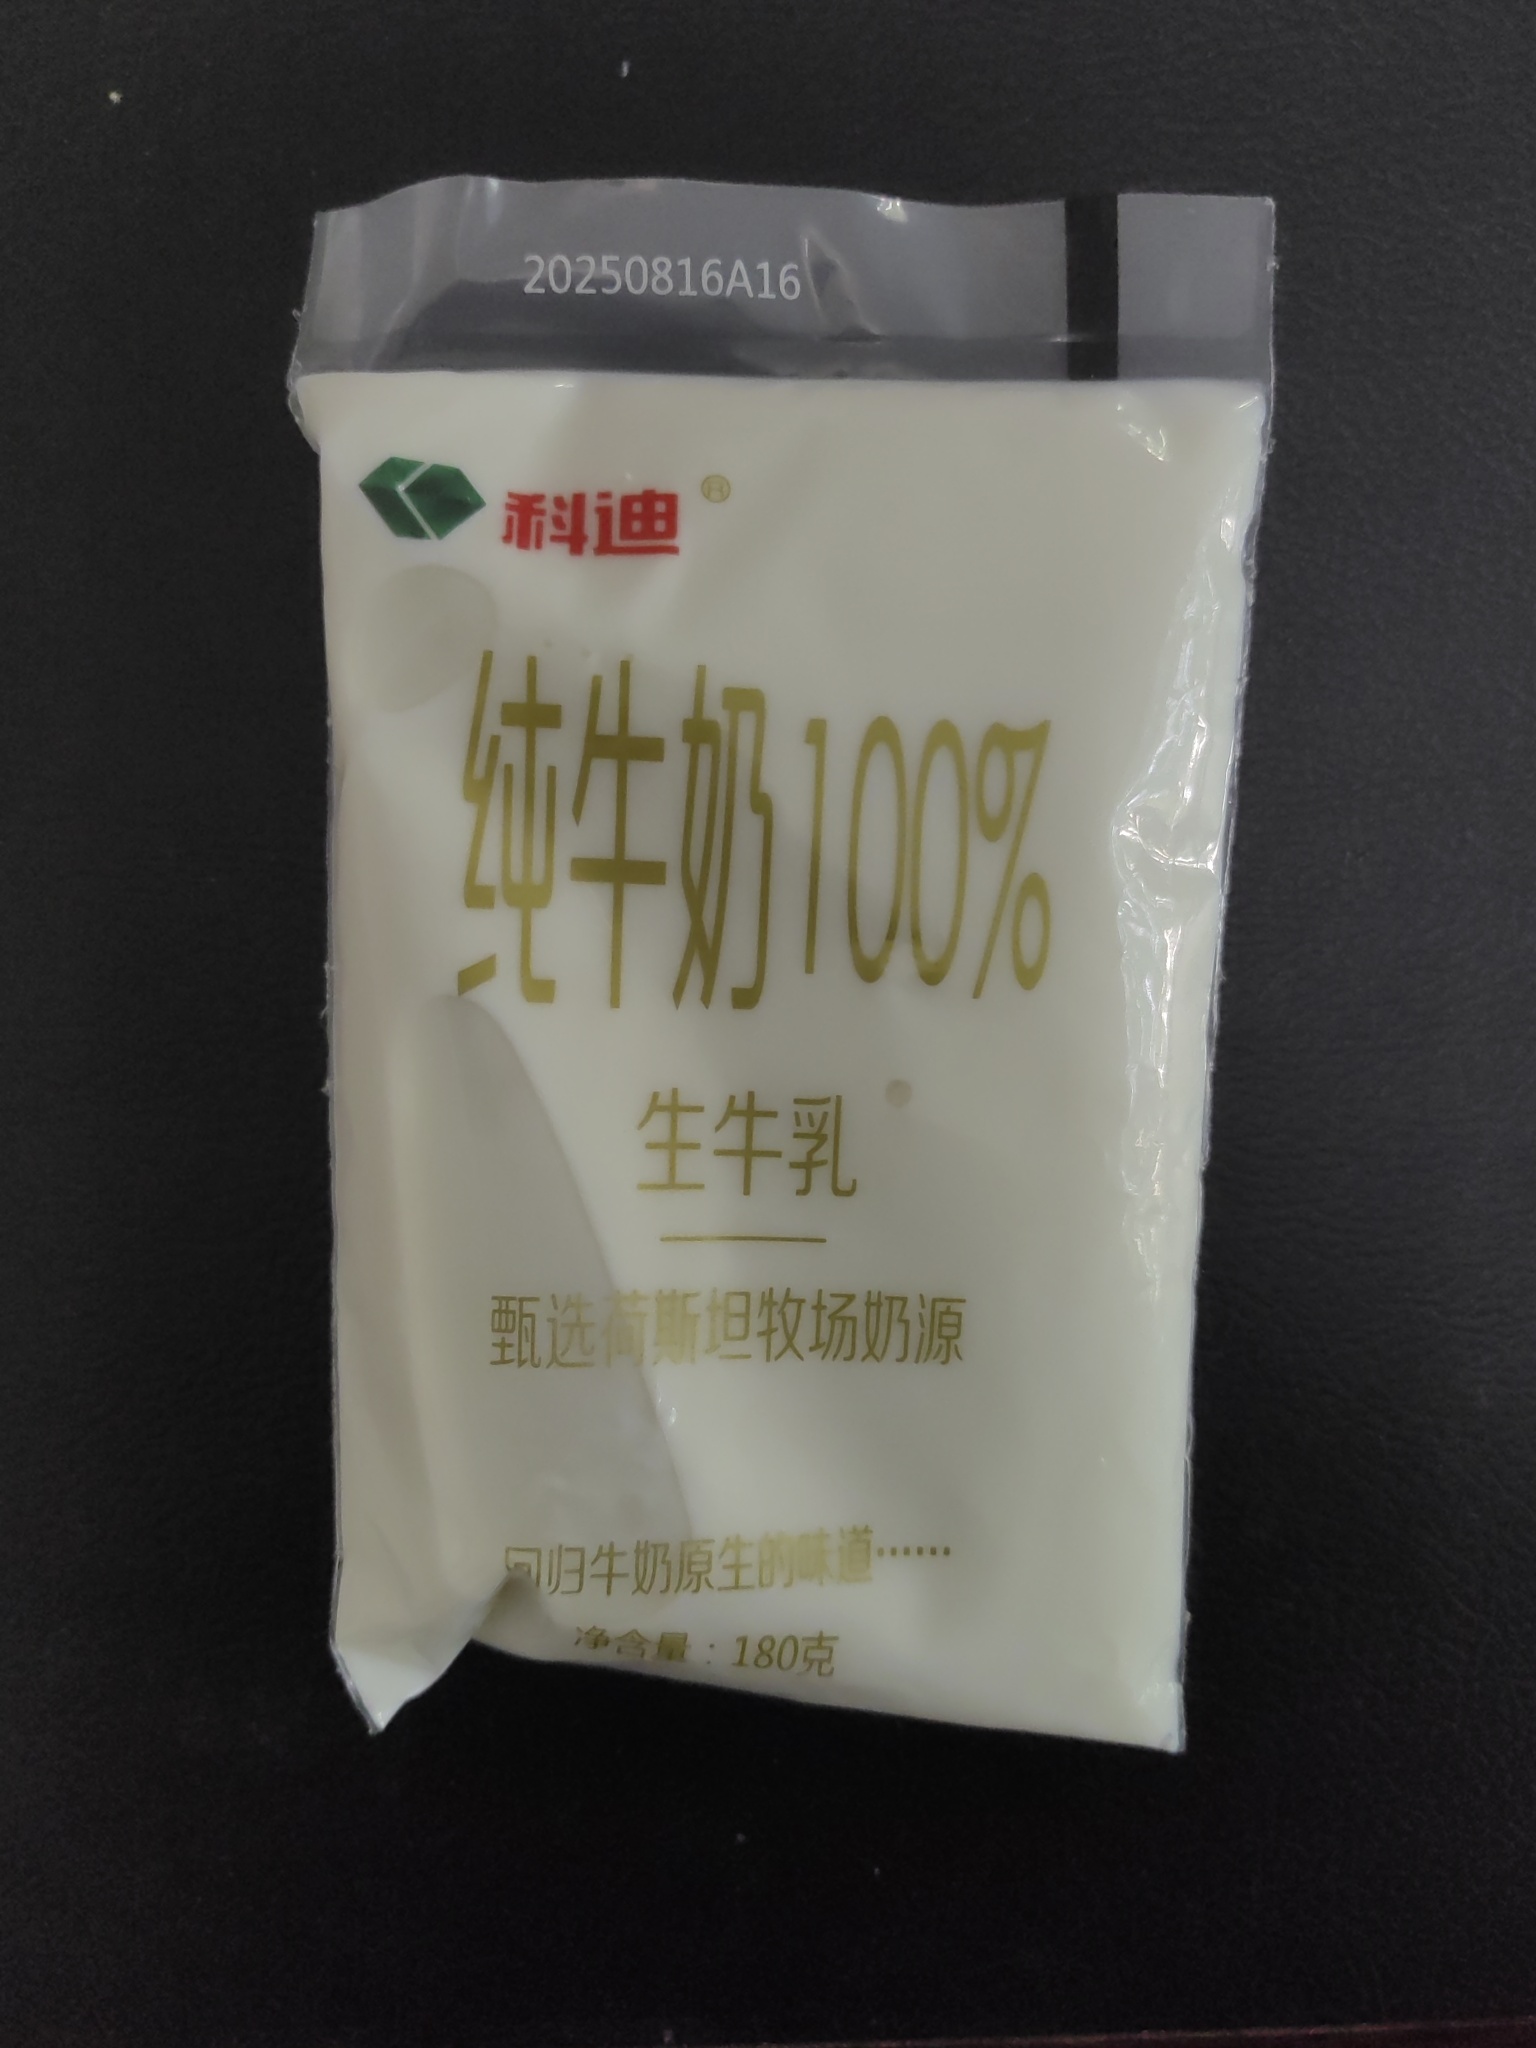 20250816A16
科迪®
纯牛奶100%
生牛乳
甄选荷斯坦牧场奶源
回归牛奶原生的味道……
净含量：180克